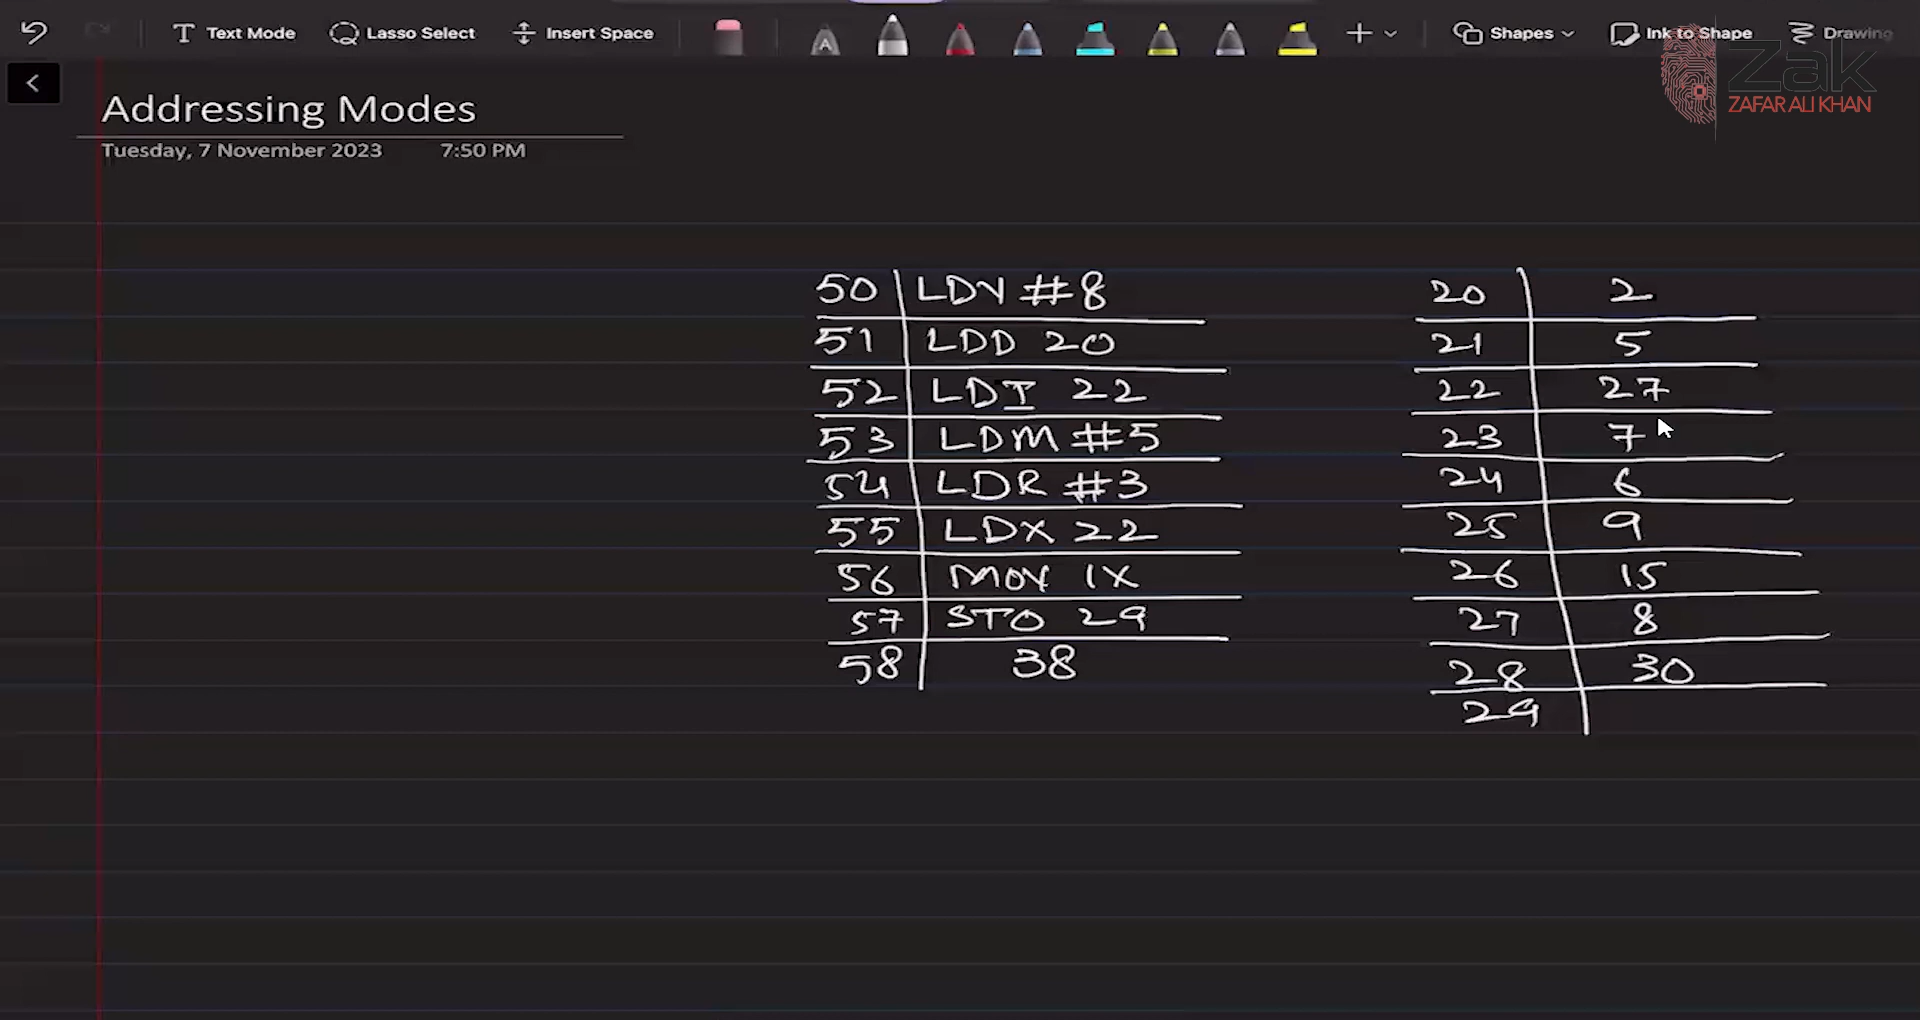 Text Mode Lasso Select Insert Space A Shapes Ink to Shape Drawing
Zak
ZAFAR ALI KHAN
Addressing Modes
Tuesday, 7 November 2023 7:50 PM
50 LDV #8
51 LDD 20
52 LDI 22
53 LDM #5
54 LDR #3
55 LDX 22
56 MOV IX
57 STO 29
58 38
20 2
21 5
22 27
23 7
24 6
25 9
26 15
27 8
28 30
29